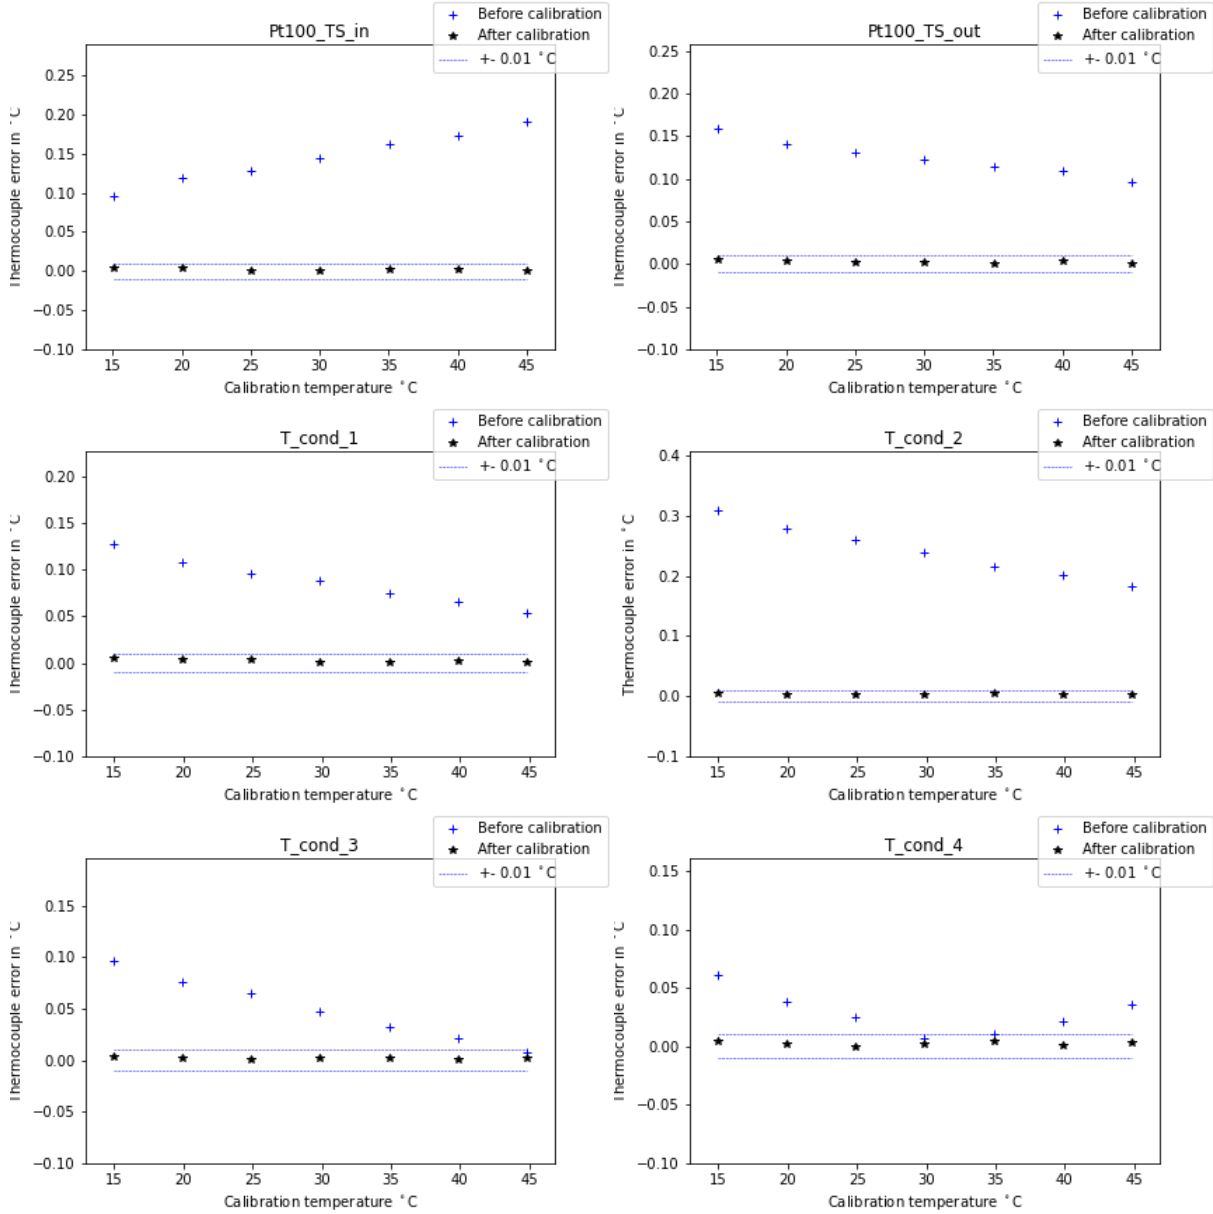 Pt100_TS_in
Before calibration
After calibration
+- 0.01 °C
Thermocouple error in °C
0.25
0.20
0.15
0.10
0.05
0.00
−0.05
−0.10
15 20 25 30 35 40 45
Calibration temperature °C
Pt100_TS_out
Before calibration
After calibration
+- 0.01 °C
Thermocouple error in °C
0.25
0.20
0.15
0.10
0.05
0.00
−0.05
−0.10
15 20 25 30 35 40 45
Calibration temperature °C
T_cond_1
Before calibration
After calibration
+- 0.01 °C
Thermocouple error in °C
0.20
0.15
0.10
0.05
0.00
−0.05
−0.10
15 20 25 30 35 40 45
Calibration temperature °C
T_cond_2
Before calibration
After calibration
+- 0.01 °C
Thermocouple error in °C
0.4
0.3
0.2
0.1
0.0
−0.1
15 20 25 30 35 40 45
Calibration temperature °C
T_cond_3
Before calibration
After calibration
+- 0.01 °C
Thermocouple error in °C
0.15
0.10
0.05
0.00
−0.05
−0.10
15 20 25 30 35 40 45
Calibration temperature °C
T_cond_4
Before calibration
After calibration
+- 0.01 °C
Thermocouple error in °C
0.15
0.10
0.05
0.00
−0.05
−0.10
15 20 25 30 35 40 45
Calibration temperature °C